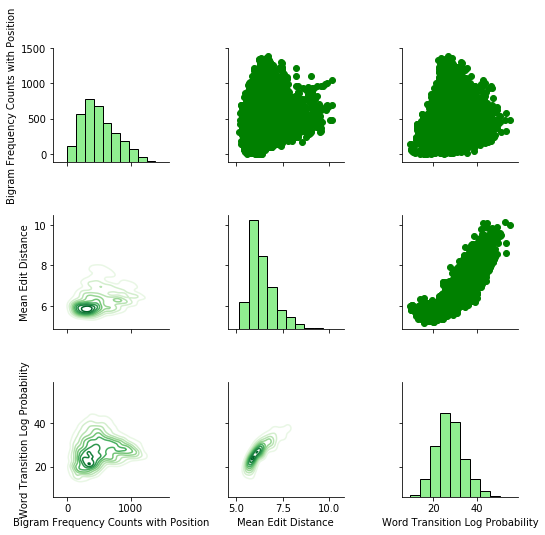 Bigram Frequency Counts with Position
1500
1000
500
0
Mean Edit Distance
10
8
6
Word Transition Log Probability
40
20
0 1000
Bigram Frequency Counts with Position
5.0 7.5 10.0
Mean Edit Distance
20 40
Word Transition Log Probability